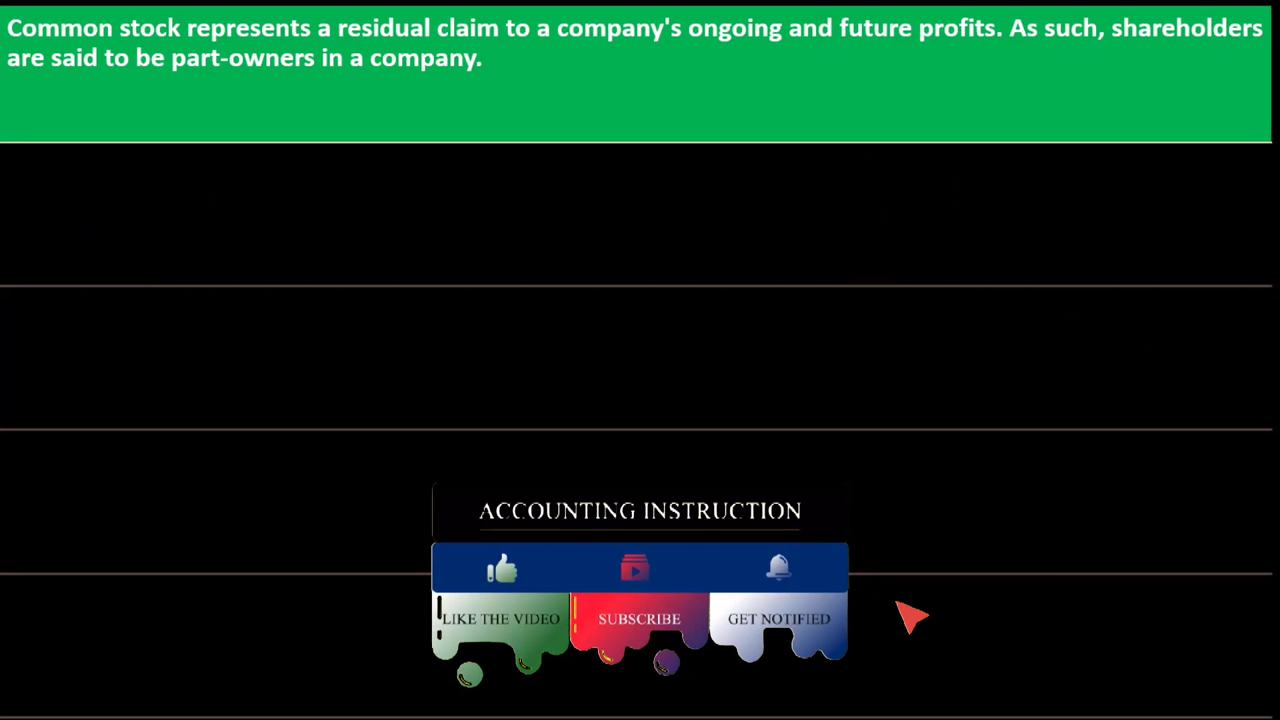 Common stock represents a residual claim to a company's ongoing and future profits. As such, shareholders
are said to be part-owners in a company.
ACCOUNTING INSTRUCTION
LIKE THE VIDEO
SUBSCRIBE
GET NOTIFIED